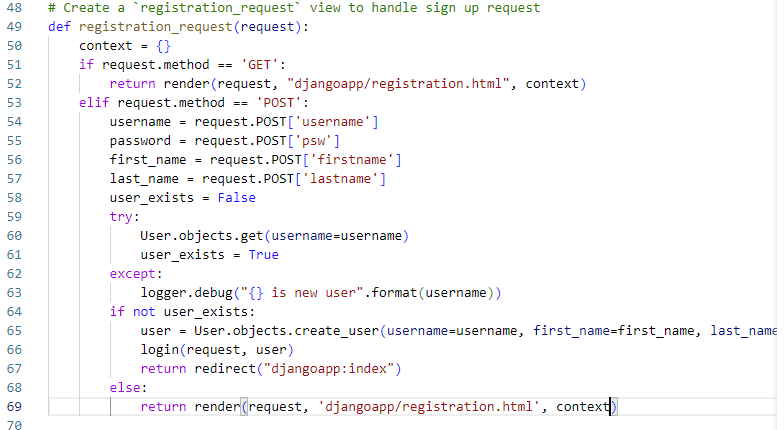 48 # Create a `registration_request` view to handle sign up request
49 def registration_request(request):
50     context = {}
51     if request.method == 'GET':
52         return render(request, "djangoapp/registration.html", context)
53     elif request.method == 'POST':
54         username = request.POST['username']
55         password = request.POST['psw']
56         first_name = request.POST['firstname']
57         last_name = request.POST['lastname']
58         user_exists = False
59         try:
60             User.objects.get(username=username)
61             user_exists = True
62         except:
63             logger.debug("{} is new user".format(username))
64         if not user_exists:
65             user = User.objects.create_user(username=username, first_name=first_name, last_name
66             login(request, user)
67             return redirect("djangoapp:index")
68         else:
69             return render(request, 'djangoapp/registration.html', context)
70